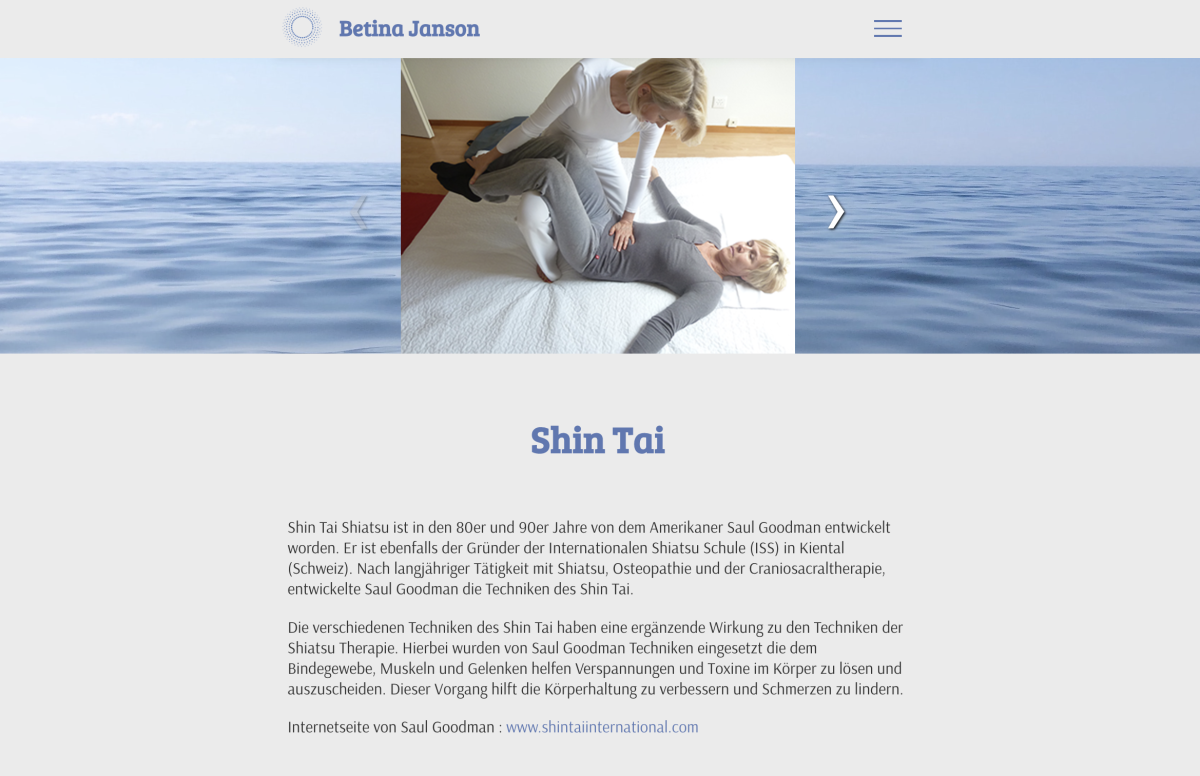 Betina Janson
Shin Tai
Shin Tai Shiatsu ist in den 80er und 90er Jahre von dem Amerikaner Saul Goodman entwickelt
worden. Er ist ebenfalls der Gründer der Internationalen Shiatsu Schule (ISS) in Kiental
(Schweiz). Nach langjähriger Tätigkeit mit Shiatsu, Osteopathie und der Craniosacraltherapie,
entwickelte Saul Goodman die Techniken des Shin Tai.
Die verschiedenen Techniken des Shin Tai haben eine ergänzende Wirkung zu den Techniken der
Shiatsu Therapie. Hierbei wurden von Saul Goodman Techniken eingesetzt die dem
Bindegewebe, Muskeln und Gelenken helfen Verspannungen und Toxine im Körper zu lösen und
auszuscheiden. Dieser Vorgang hilft die Körperhaltung zu verbessern und Schmerzen zu lindern.
Internetseite von Saul Goodman : www.shintaiinternational.com